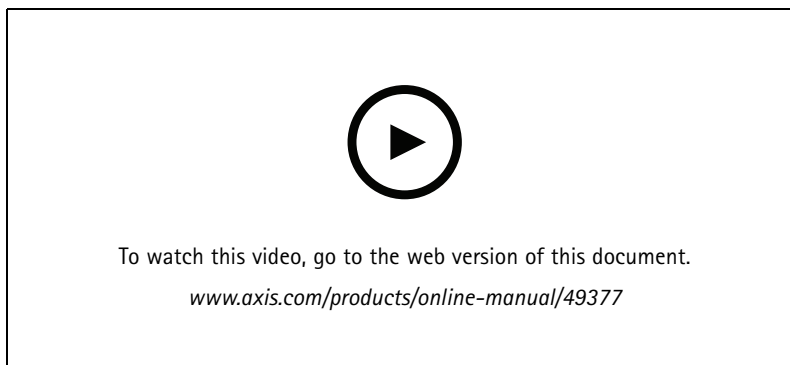 To watch this video, go to the web version of this document.
www.axis.com/products/online-manual/49377